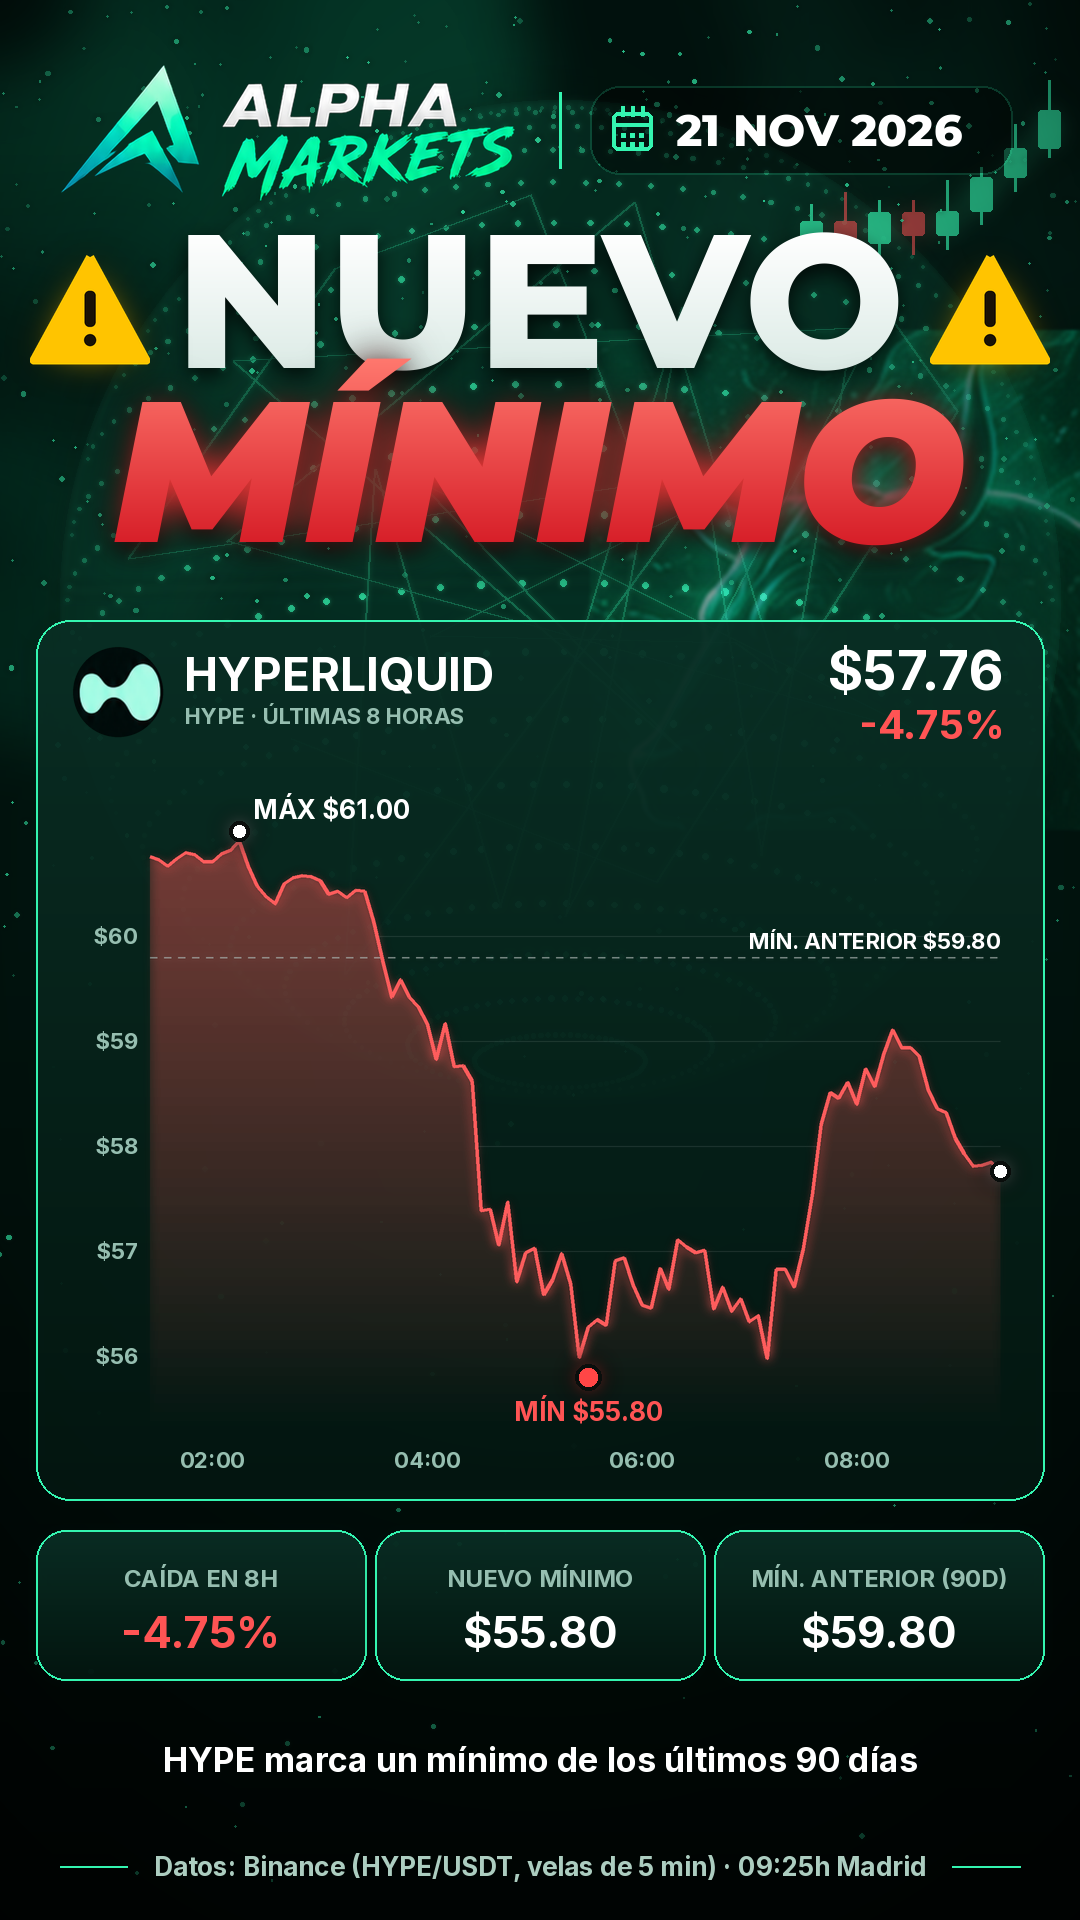 ALPHA
MARKETS
21 NOV 2026
NUEVO
MÍNIMO
HYPERLIQUID
HYPE · ÚLTIMAS 8 HORAS
$57.76
-4.75%
MÁX $61.00
$60
MÍN. ANTERIOR $59.80
$59
$58
$57
$56
MÍN $55.80
02:00 04:00 06:00 08:00
CAÍDA EN 8H
-4.75%
NUEVO MÍNIMO
$55.80
MÍN. ANTERIOR (90D)
$59.80
HYPE marca un mínimo de los últimos 90 días
Datos: Binance (HYPE/USDT, velas de 5 min) · 09:25h Madrid